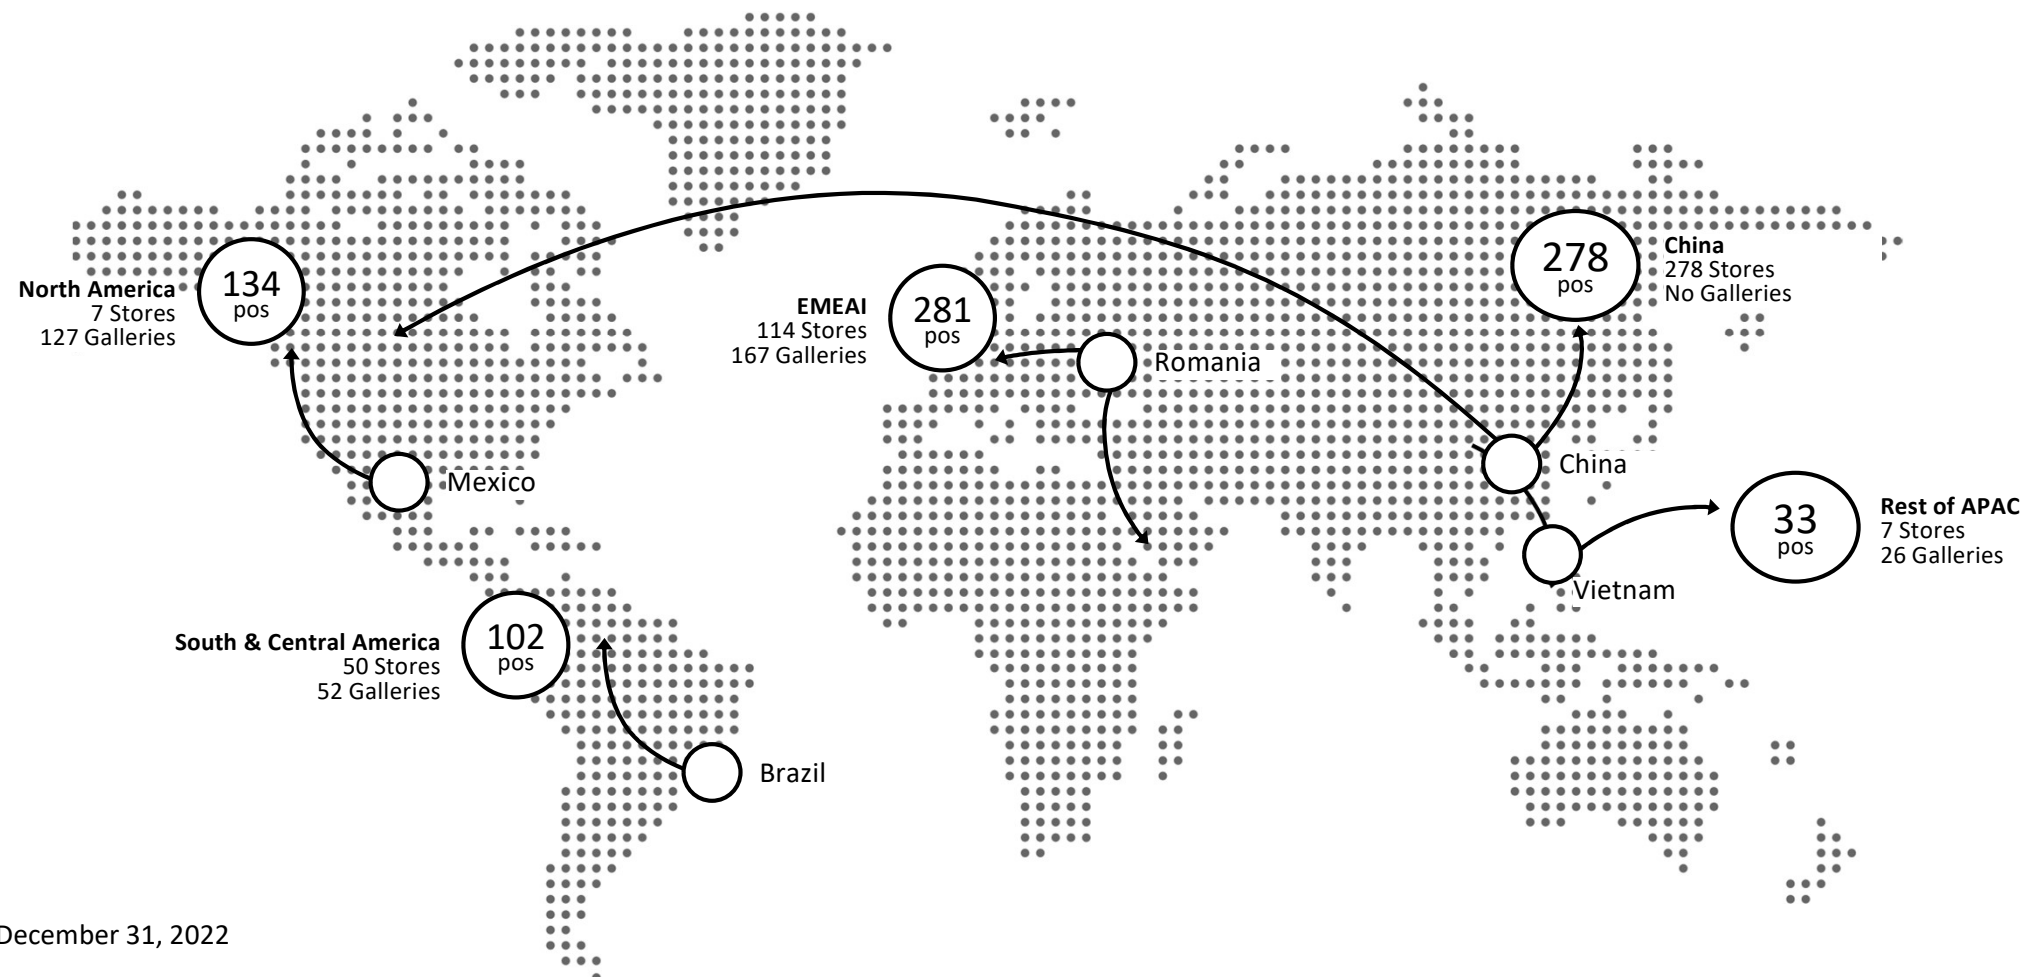 278
pos
China
278 Stores
No Galleries
134
pos
North America
7 Stores
127 Galleries
281
pos
EMEAI
114 Stores
167 Galleries
Romania
Mexico
China
33
pos
Rest of APAC
7 Stores
26 Galleries
Vietnam
102
pos
South & Central America
50 Stores
52 Galleries
Brazil
December 31, 2022